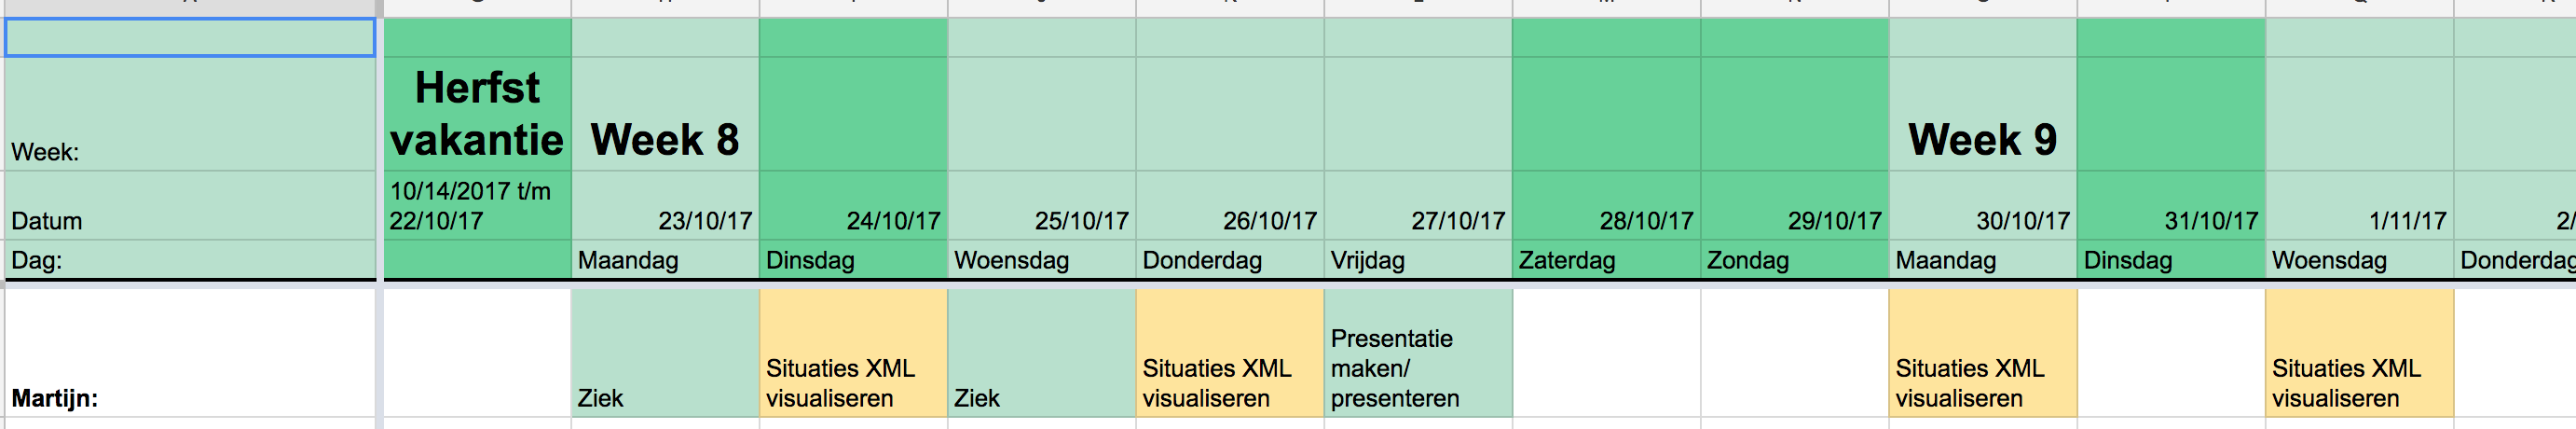 Herfst
vakantie
Week:
Week 8
Week 9
10/14/2017 t/m
22/10/17
Datum
23/10/17
24/10/17
25/10/17
26/10/17
27/10/17
28/10/17
29/10/17
30/10/17
31/10/17
1/11/17
2/
Dag:
Maandag
Dinsdag
Woensdag
Donderdag
Vrijdag
Zaterdag
Zondag
Maandag
Dinsdag
Woensdag
Donderdag
Martijn:
Ziek
Situaties XML
visualiseren
Ziek
Situaties XML
visualiseren
Presentatie
maken/
presenteren
Situaties XML
visualiseren
Situaties XML
visualiseren